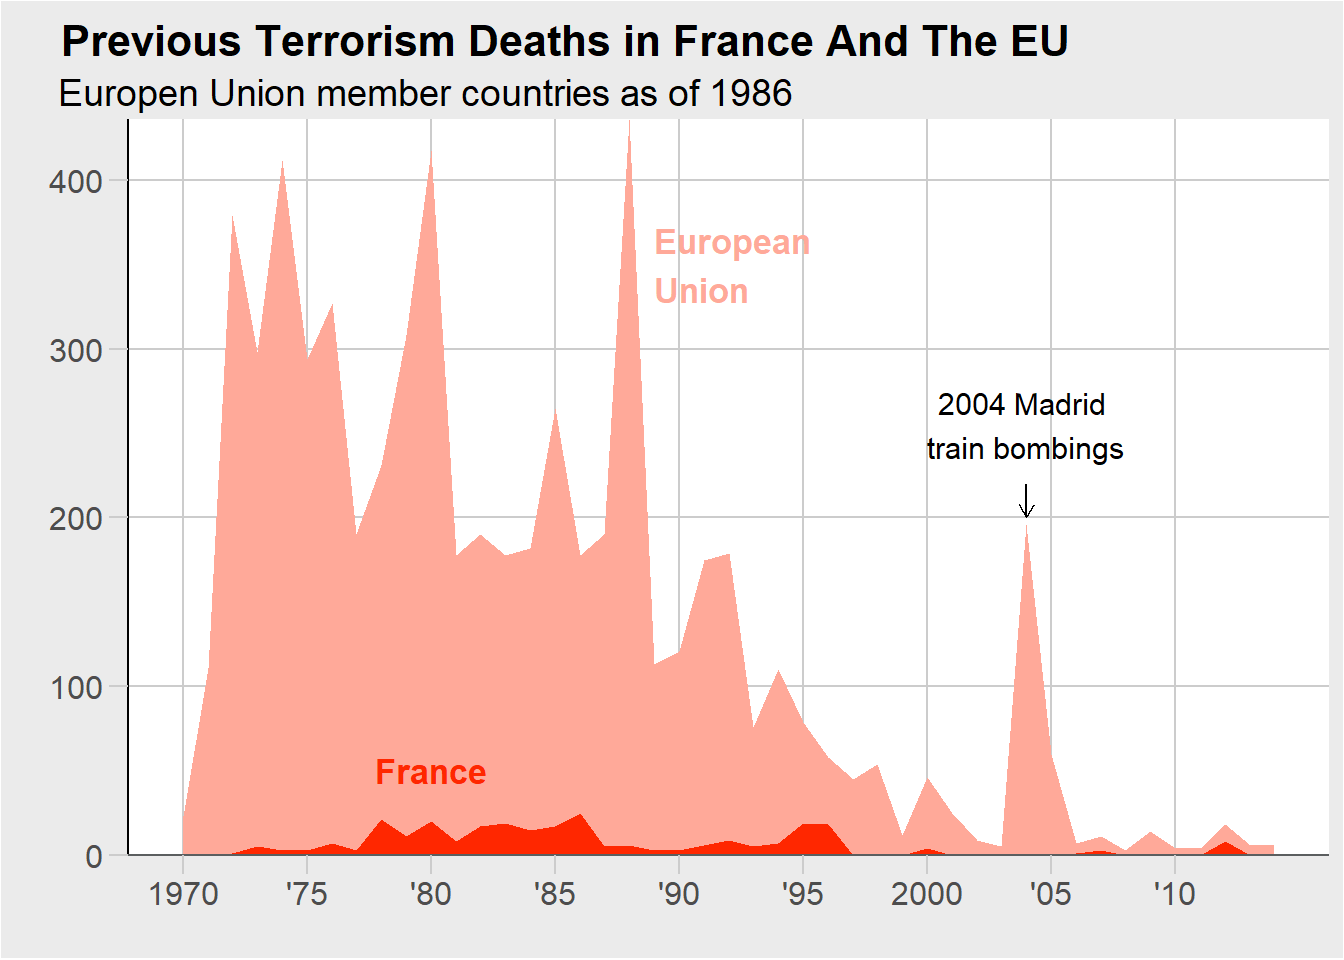 Previous Terrorism Deaths in France And The EU
Europen Union member countries as of 1986
400
European
Union
300
2004 Madrid
train bombings
200
100
France
0
1970 '75 '80 '85 '90 '95 2000 '05 '10